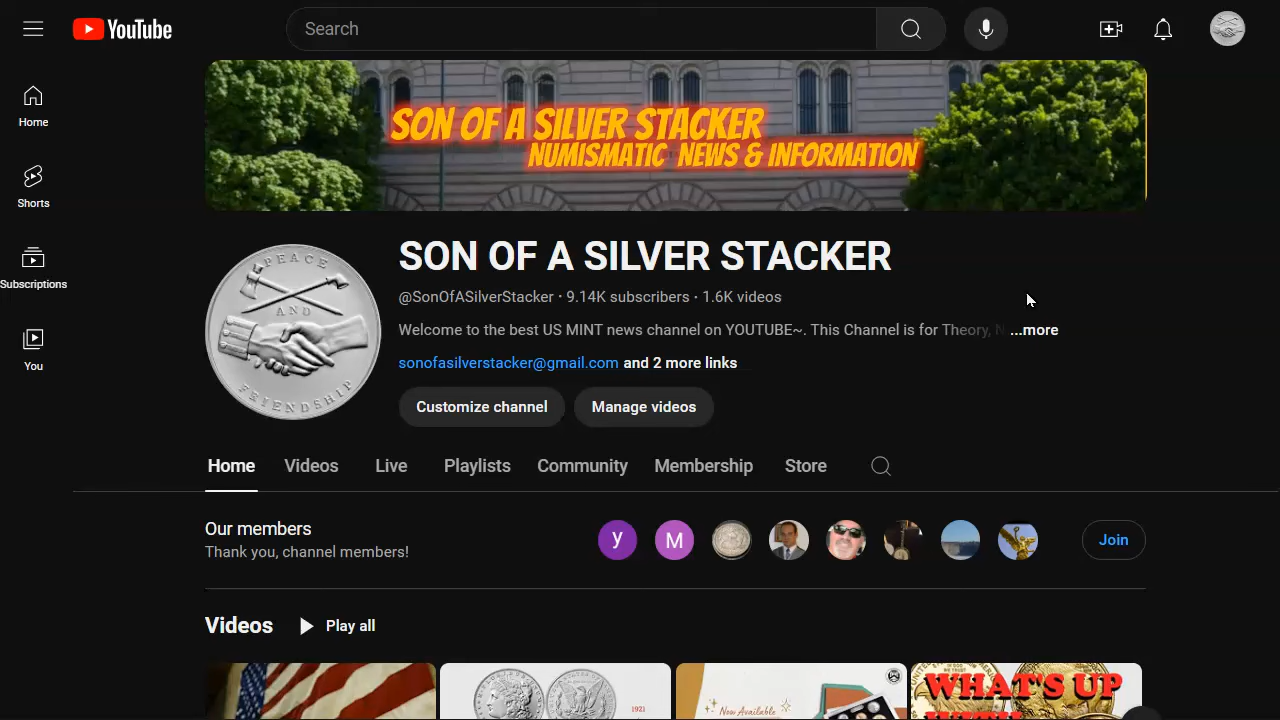 YouTube
Search
Home
Shorts
Subscriptions
You
SON OF A SILVER STACKER
NUMISMATIC NEWS & INFORMATION
PEACE
AND
FRIENDSHIP
SON OF A SILVER STACKER
@SonOfASilverStacker · 9.14K subscribers · 1.6K videos
Welcome to the best US MINT news channel on YOUTUBE~. This Channel is for Theory, N ...more
sonofasilverstacker@gmail.com and 2 more links
Customize channel
Manage videos
Home
Videos
Live
Playlists
Community
Membership
Store
Our members
Thank you, channel members!
y
M
Join
Videos
Play all
1921
Now Available
WHAT'S UP